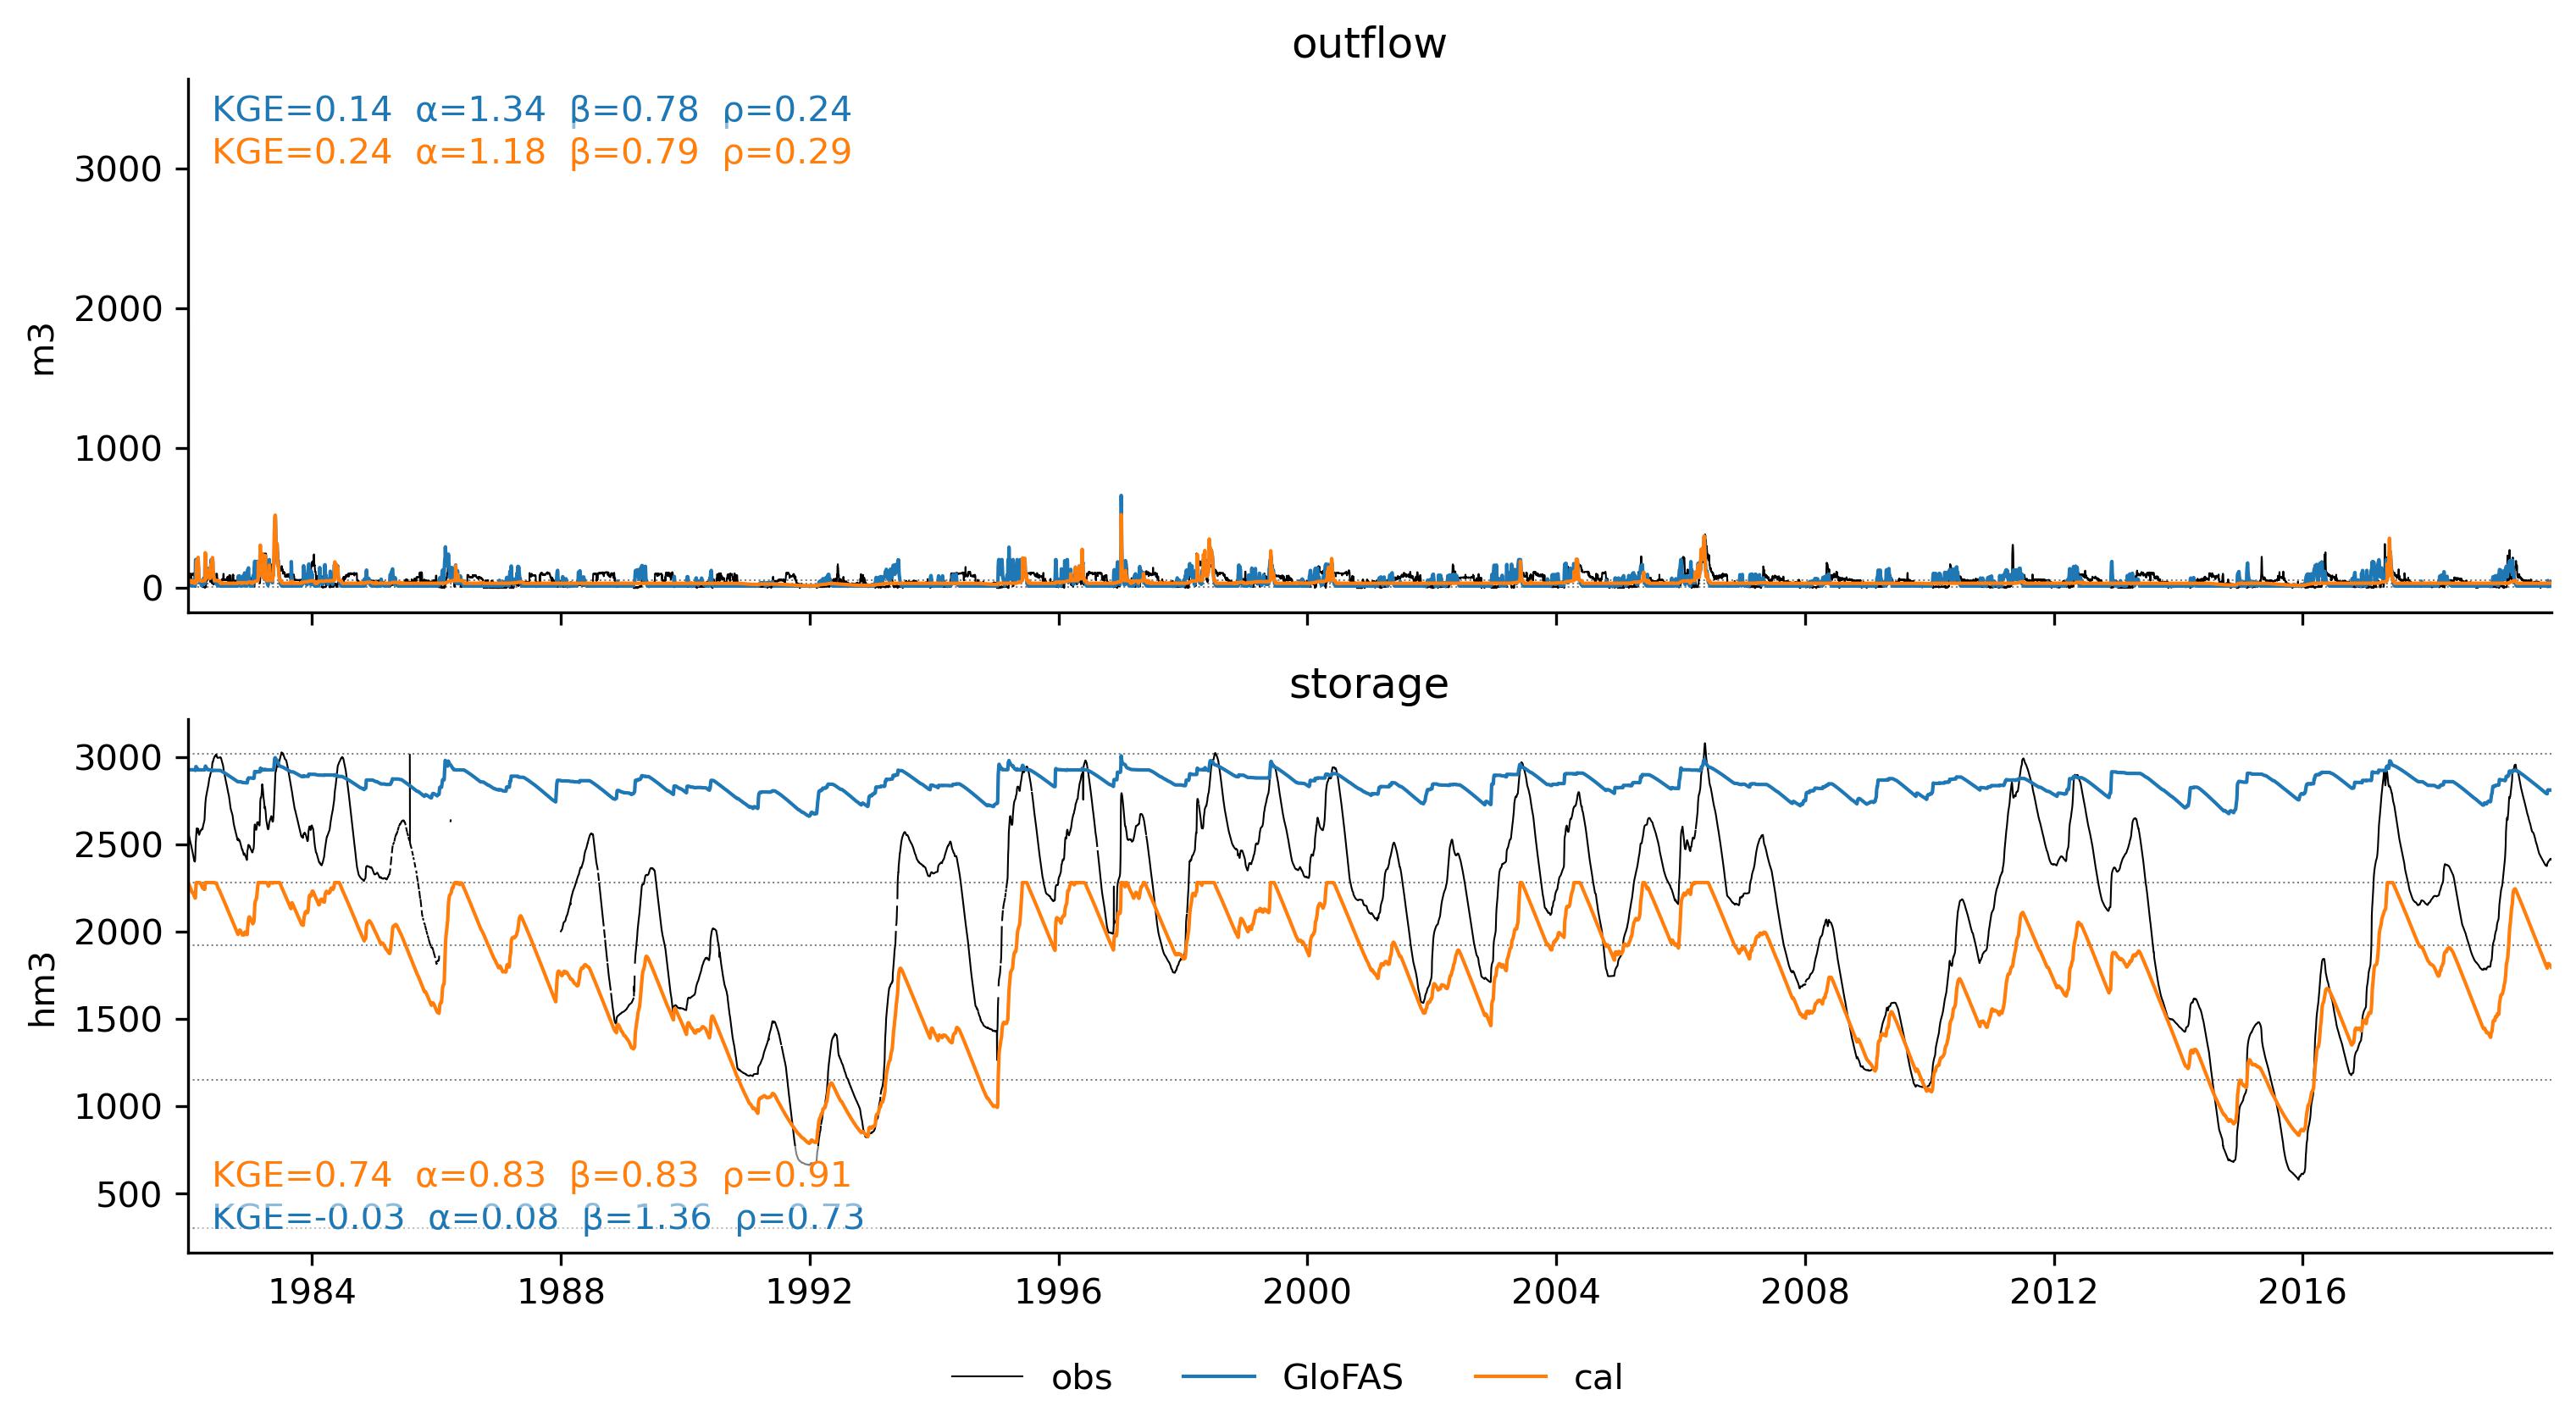 outflow
KGE=0.14 α=1.34 β=0.78 ρ=0.24
KGE=0.24 α=1.18 β=0.79 ρ=0.29
3000
2000
1000
0
m3
storage
3000
2500
2000
1500
1000
500
hm3
KGE=0.74 α=0.83 β=0.83 ρ=0.91
KGE=-0.03 α=0.08 β=1.36 ρ=0.73
1984 1988 1992 1996 2000 2004 2008 2012 2016
obs GloFAS cal